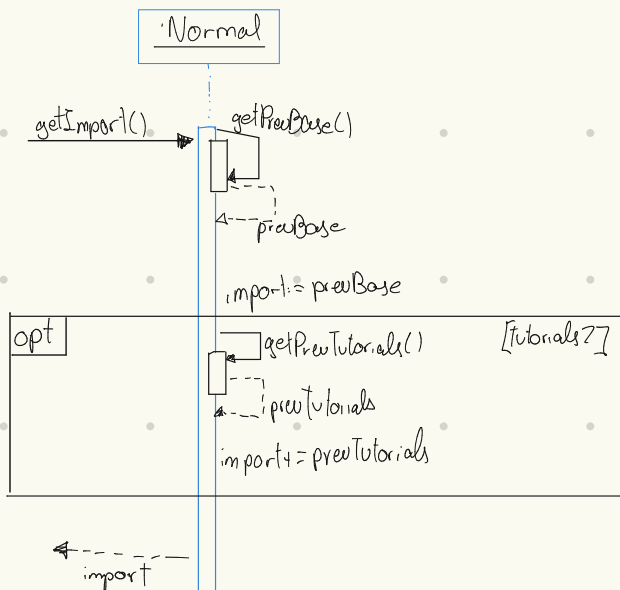 :Normal
getImport()
getPrevBase()
prevBase
import := prevBase
opt
[tutorials?]
getPrevTutorials()
prevTutorials
import += prevTutorials
import